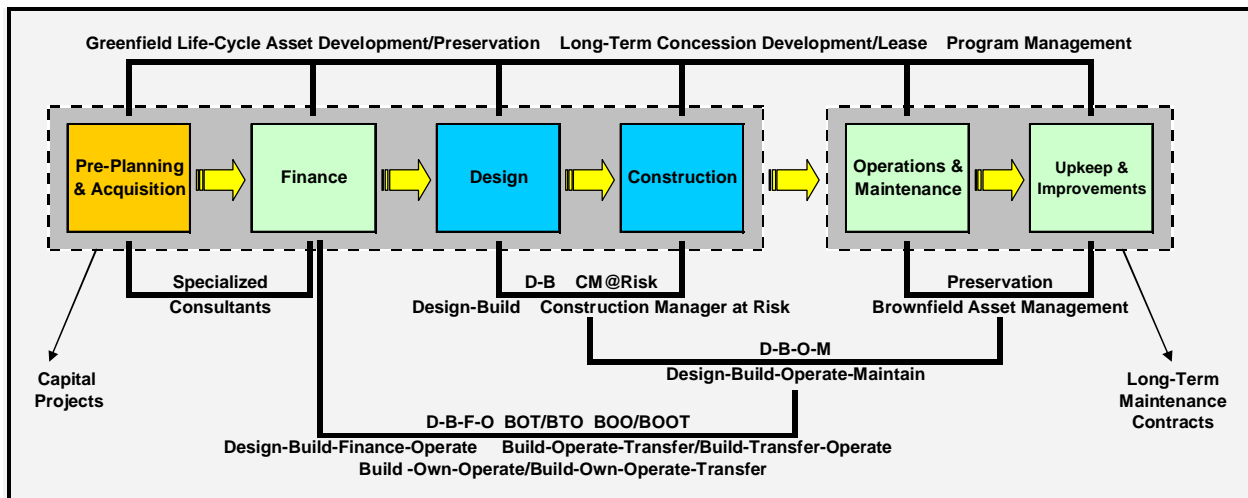 Greenfield Life-Cycle Asset Development/Preservation Long-Term Concession Development/Lease Program Management
Pre-Planning
& Acquisition
Finance
Design
Construction
Operations &
Maintenance
Upkeep &
Improvements
Specialized
Consultants
D-B CM@Risk
Design-Build Construction Manager at Risk
Preservation
Brownfield Asset Management
D-B-O-M
Design-Build-Operate-Maintain
Capital
Projects
Long-Term
Maintenance
Contracts
D-B-F-O BOT/BTO BOO/BOOT
Design-Build-Finance-Operate Build-Operate-Transfer/Build-Transfer-Operate
Build -Own-Operate/Build-Own-Operate-Transfer